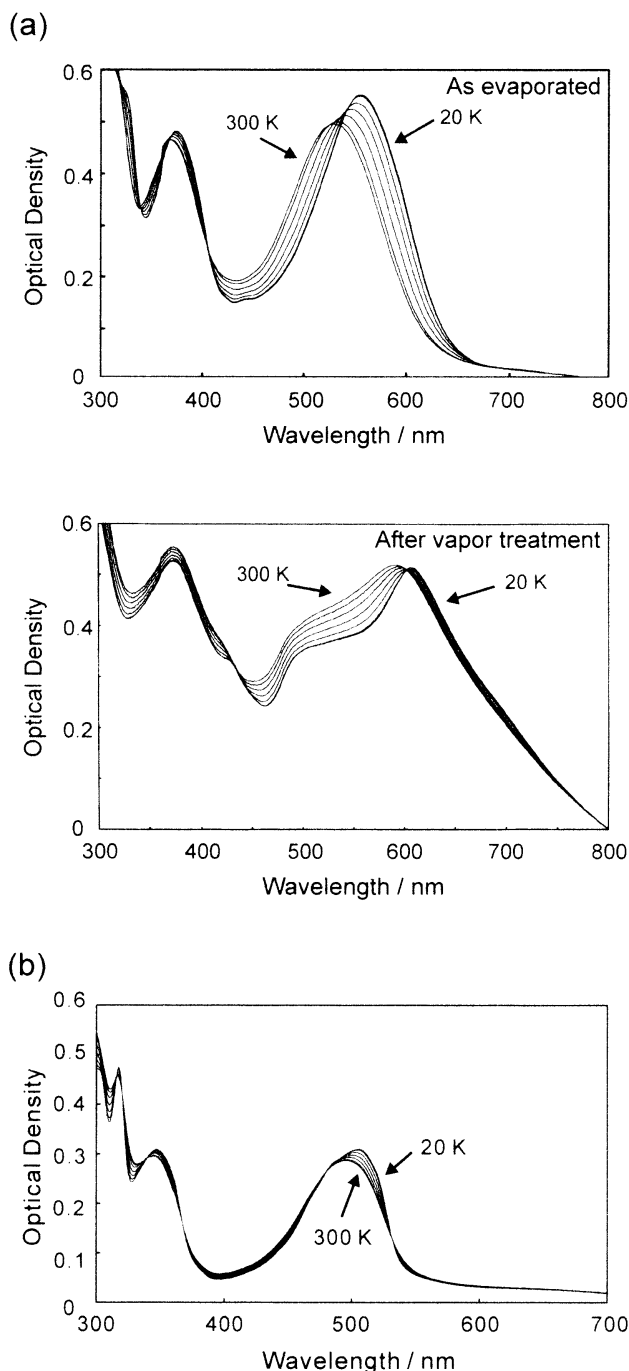 (a)
0.6
As evaporated
300 K
20 K
0.4
Optical Density
0.2
0
300 400 500 600 700 800
Wavelength / nm
0.6
After vapor treatment
300 K
20 K
0.4
Optical Density
0.2
0
300 400 500 600 700 800
Wavelength / nm
(b)
0.6
0.5
0.4
20 K
0.3
Optical Density
300 K
0.2
0.1
0
300 400 500 600 700
Wavelength / nm